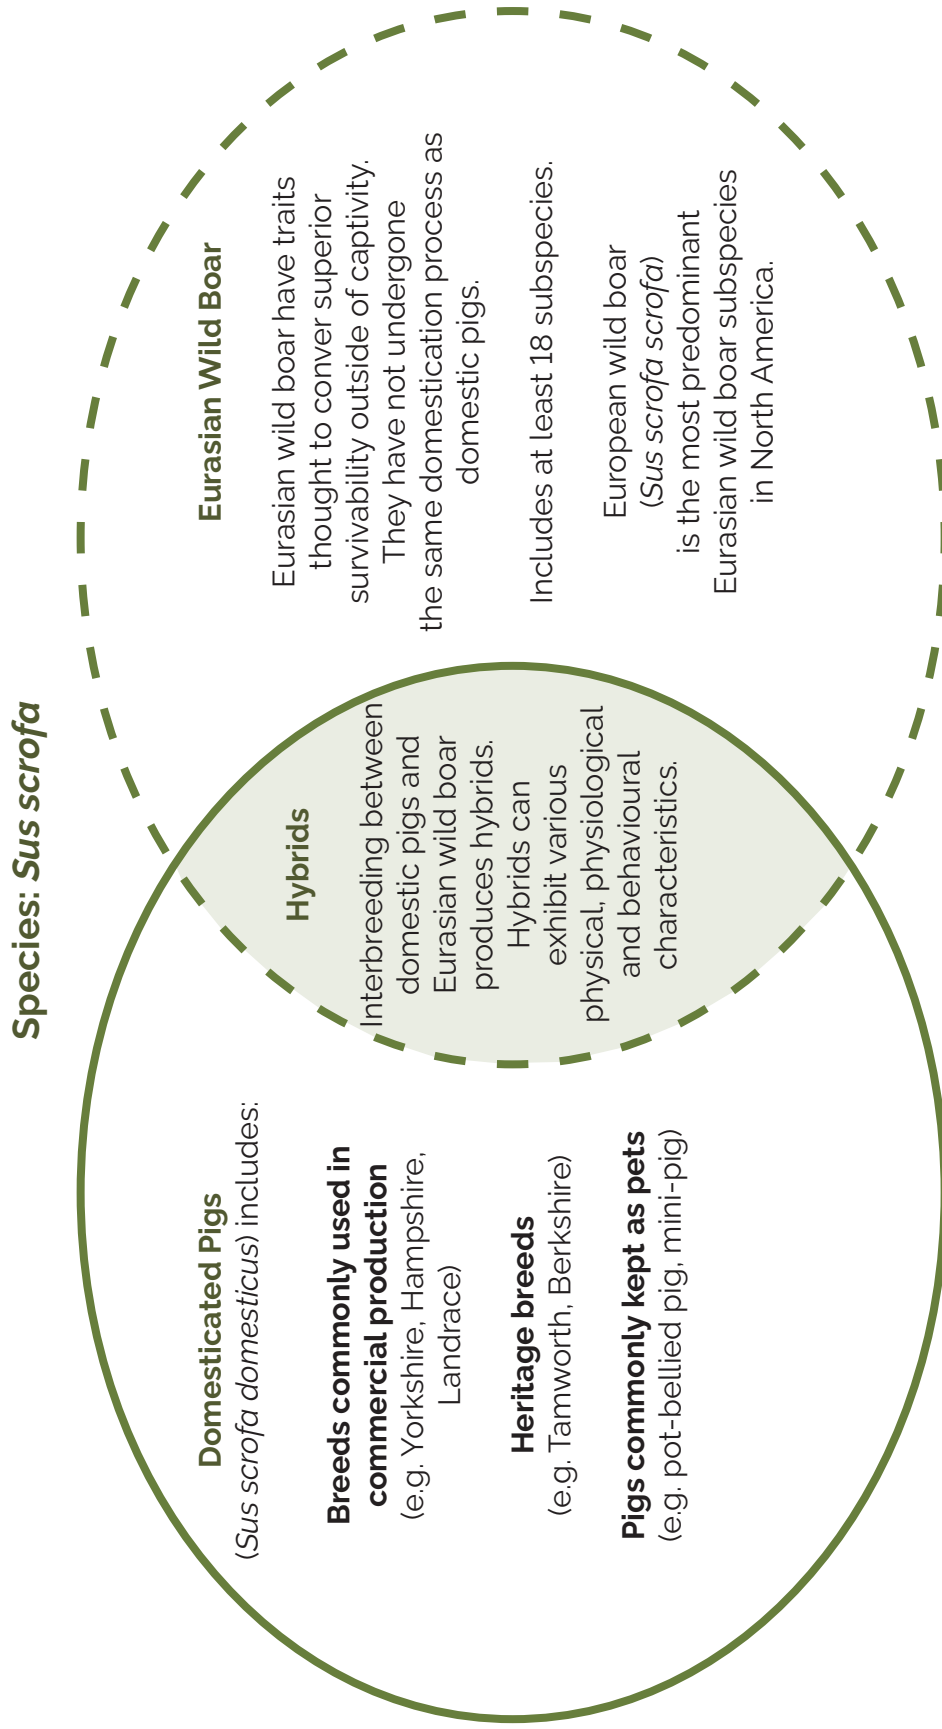 Species: Sus scrofa
Domesticated Pigs
(Sus scrofa domesticus) includes:
Breeds commonly used in
commercial production
(e.g. Yorkshire, Hampshire,
Landrace)
Heritage breeds
(e.g. Tamworth, Berkshire)
Pigs commonly kept as pets
(e.g. pot-bellied pig, mini-pig)
Hybrids
Interbreeding between
domestic pigs and
Eurasian wild boar
produces hybrids.
Hybrids can
exhibit various
physical, physiological
and behavioural
characteristics.
Eurasian Wild Boar
Eurasian wild boar have traits
thought to conver superior
survivability outside of captivity.
They have not undergone
the same domestication process as
domestic pigs.
Includes at least 18 subspecies.
European wild boar
(Sus scrofa scrofa)
is the most predominant
Eurasian wild boar subspecies
in North America.